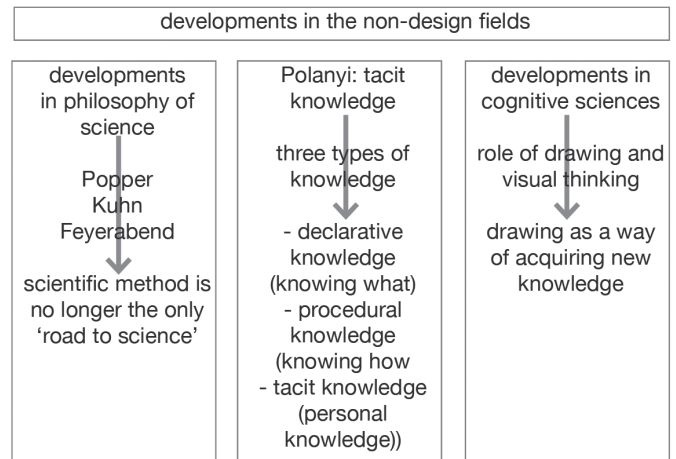 developments in the non-design fields
developments
in philosophy of
science
Popper
Kuhn
Feyerabend
scientific method is
no longer the only
‘road to science’
Polanyi: tacit
knowledge
three types of
knowledge
- declarative
knowledge
(knowing what)
- procedural
knowledge
(knowing how
- tacit knowledge
(personal
knowledge))
developments in
cognitive sciences
role of drawing and
visual thinking
drawing as a way
of acquiring new
knowledge